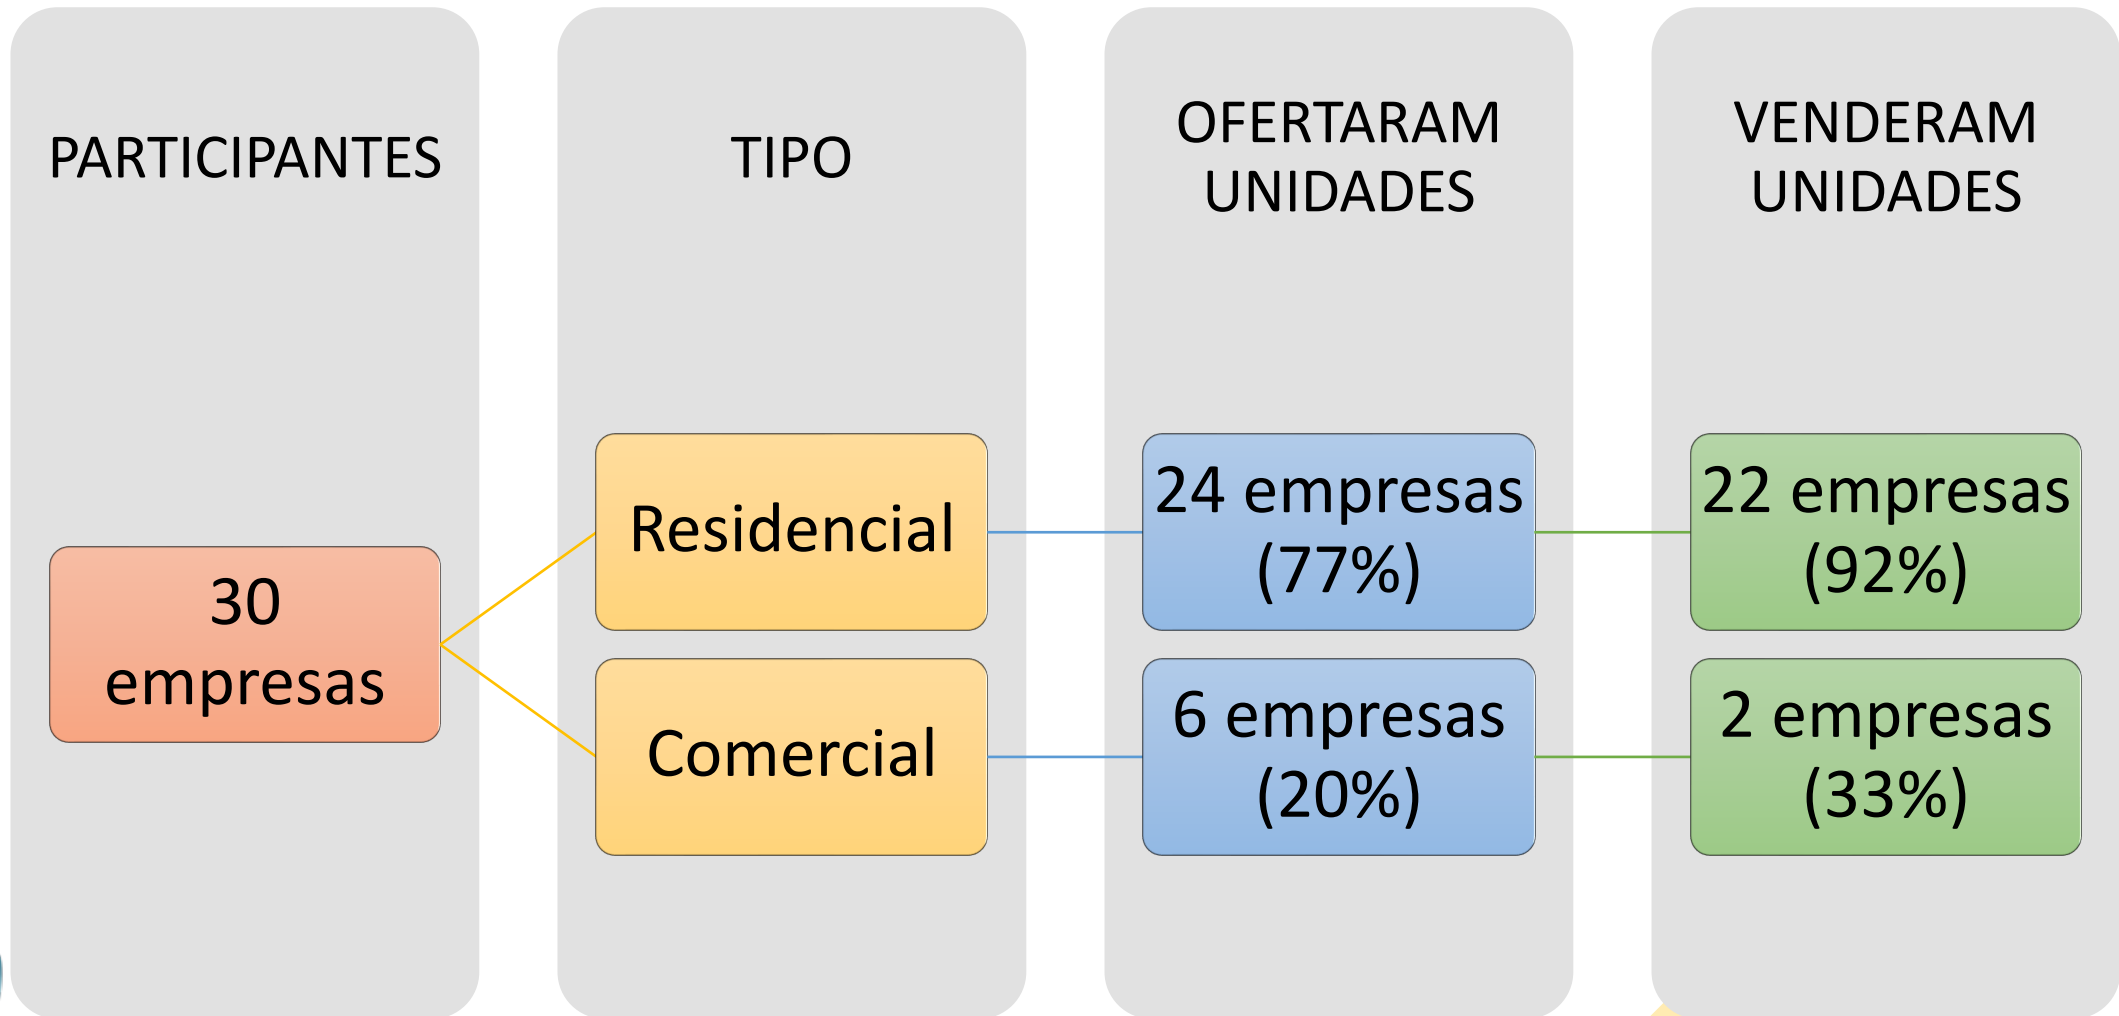 PARTICIPANTES
TIPO
OFERTARAM
UNIDADES
VENDERAM
UNIDADES
30
empresas
Residencial
24 empresas
(77%)
22 empresas
(92%)
Comercial
6 empresas
(20%)
2 empresas
(33%)